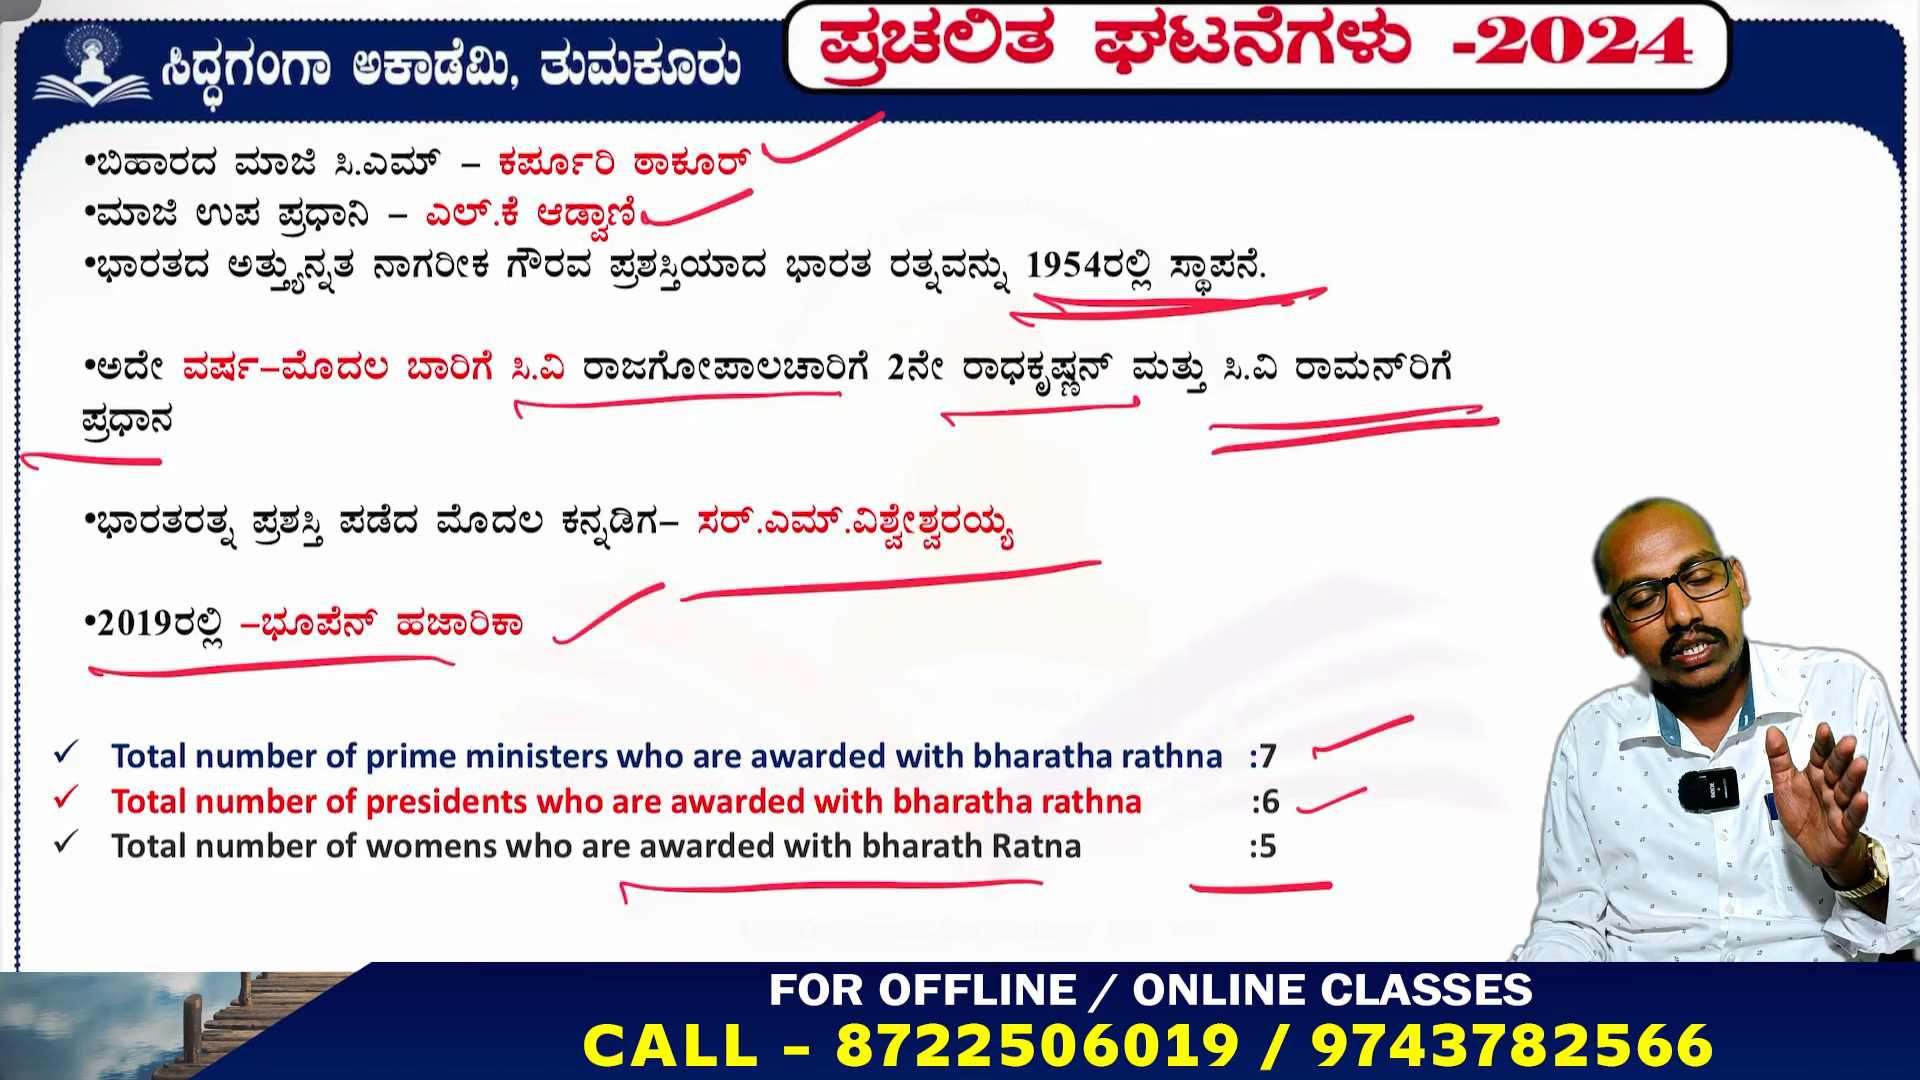 ಸಿದ್ಧಗಂಗಾ ಅಕಾಡೆಮಿ, ತುಮಕೂರು
ಪ್ರಚಲಿತ ಘಟನೆಗಳು -2024
•ಬಿಹಾರದ ಮಾಜಿ ಸಿ.ಎಮ್ – ಕರ್ಪೂರಿ ಠಾಕೂರ್
•ಮಾಜಿ ಉಪ ಪ್ರಧಾನಿ – ಎಲ್.ಕೆ ಆಡ್ವಾಣಿ
•ಭಾರತದ ಅತ್ತ್ಯುನ್ನತ ನಾಗರೀಕ ಗೌರವ ಪ್ರಶಸ್ತಿಯಾದ ಭಾರತ ರತ್ನವನ್ನು 1954ರಲ್ಲಿ ಸ್ಥಾಪನೆ.
•ಅದೇ ವರ್ಷ–ಮೊದಲ ಬಾರಿಗೆ ಸಿ.ವಿ ರಾಜಗೋಪಾಲಚಾರಿಗೆ 2ನೇ ರಾಧಕೃಷ್ಣನ್ ಮತ್ತು ಸಿ.ವಿ ರಾಮನ್‌ರಿಗೆ
ಪ್ರಧಾನ
•ಭಾರತರತ್ನ ಪ್ರಶಸ್ತಿ ಪಡೆದ ಮೊದಲ ಕನ್ನಡಿಗ– ಸರ್.ಎಮ್.ವಿಶ್ವೇಶ್ವರಯ್ಯ
•2019ರಲ್ಲಿ –ಭೂಪೆನ್ ಹಜಾರಿಕಾ
✓ Total number of prime ministers who are awarded with bharatha rathna :7
✓ Total number of presidents who are awarded with bharatha rathna :6
✓ Total number of womens who are awarded with bharath Ratna :5
FOR OFFLINE / ONLINE CLASSES
CALL – 8722506019 / 9743782566